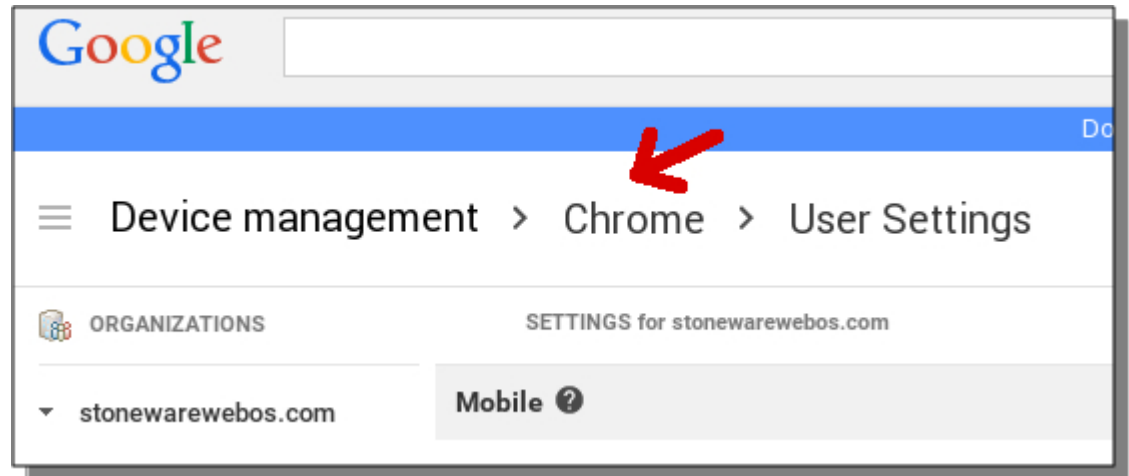 Google
Do
Device management > Chrome > User Settings
ORGANIZATIONS
SETTINGS for stonewarewebos.com
stonewarewebos.com
Mobile ?